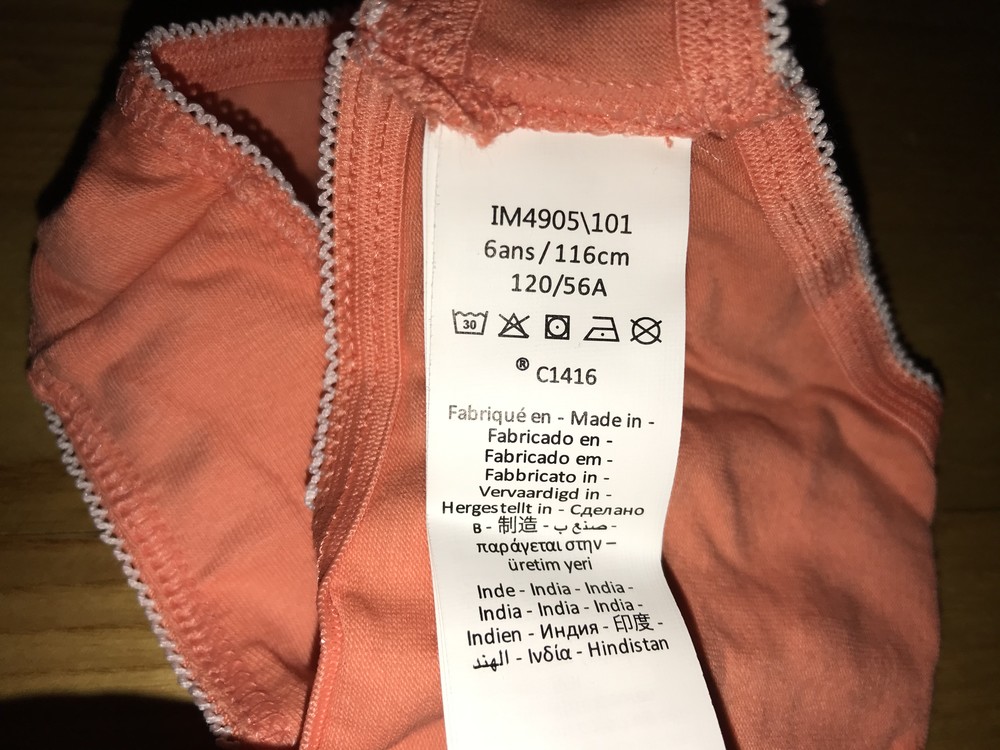 IM4905\101
6ans / 116cm
120/56A
30
® C1416
Fabriqué en - Made in -
Fabricado en -
Fabricado em -
Fabbricato in -
Vervaardigd in -
Hergestellt in - Сделано
в - 制造 - صنع ب -
παράγεται στην –
üretim yeri
Inde - India - India -
India - India - India -
Indien - Индия - 印度 -
الهند - Ινδία - Hindistan